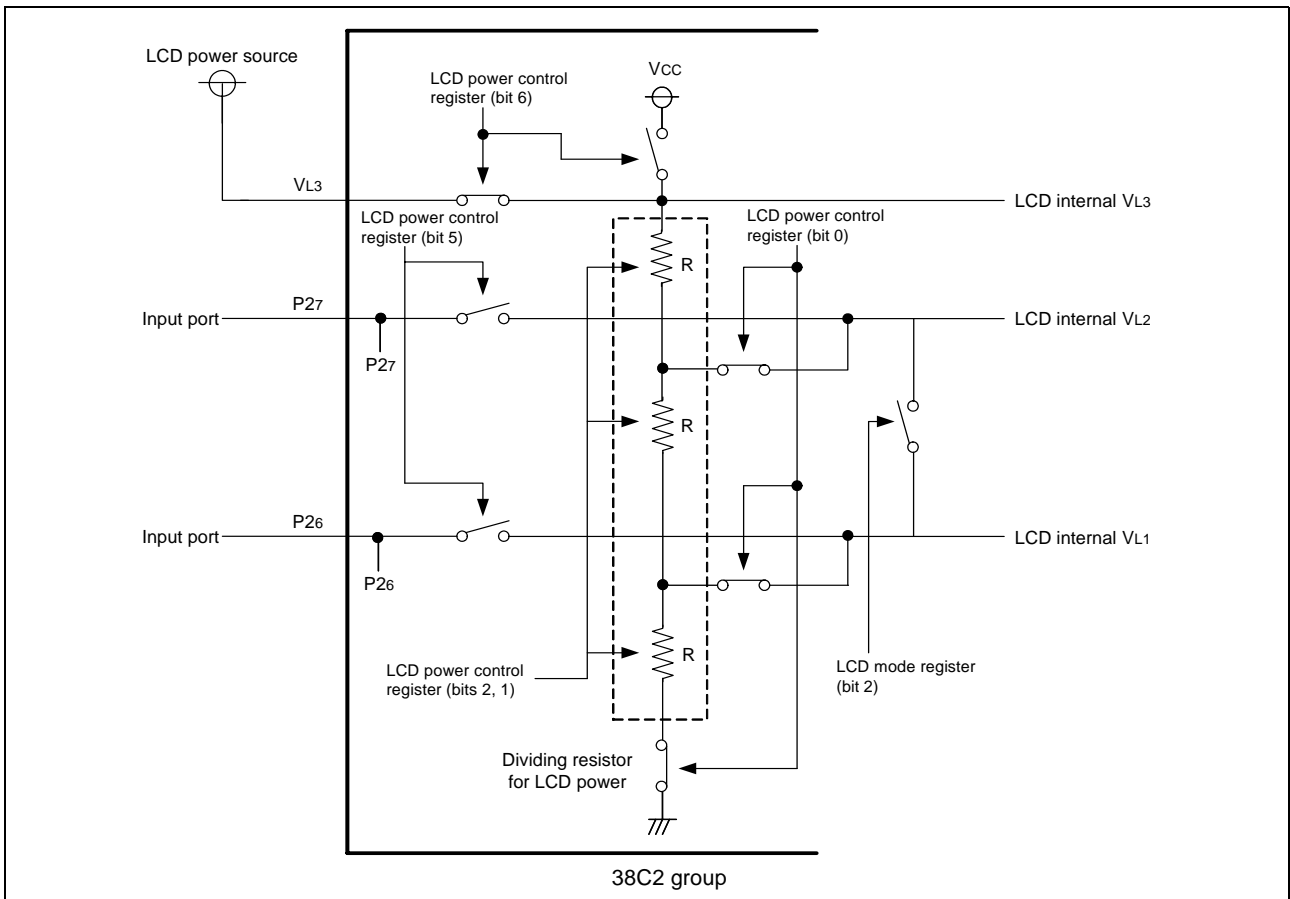 LCD power source
VCC
LCD power control
register (bit 6)
VL3
LCD internal VL3
LCD power control
register (bit 5)
LCD power control
register (bit 0)
R
Input port
P27
LCD internal VL2
P27
R
Input port
P26
LCD internal VL1
P26
R
LCD power control
register (bits 2, 1)
LCD mode register
(bit 2)
Dividing resistor
for LCD power
38C2 group